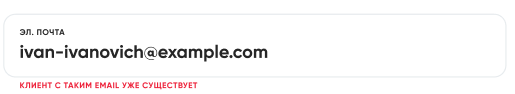 ЭЛ. ПОЧТА
ivan-ivanovich@example.com
КЛИЕНТ С ТАКИМ EMAIL УЖЕ СУЩЕСТВУЕТ